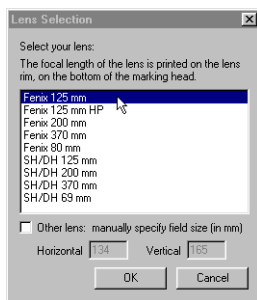 Lens Selection
Select your lens:
The focal length of the lens is printed on the lens
rim, on the bottom of the marking head.
Fenix 125 mm
Fenix 125 mm HP
Fenix 200 mm
Fenix 370 mm
Fenix 80 mm
SH/DH 125 mm
SH/DH 200 mm
SH/DH 370 mm
SH/DH 69 mm
Other lens: manually specify field size (in mm)
Horizontal 134 Vertical 165
OK Cancel